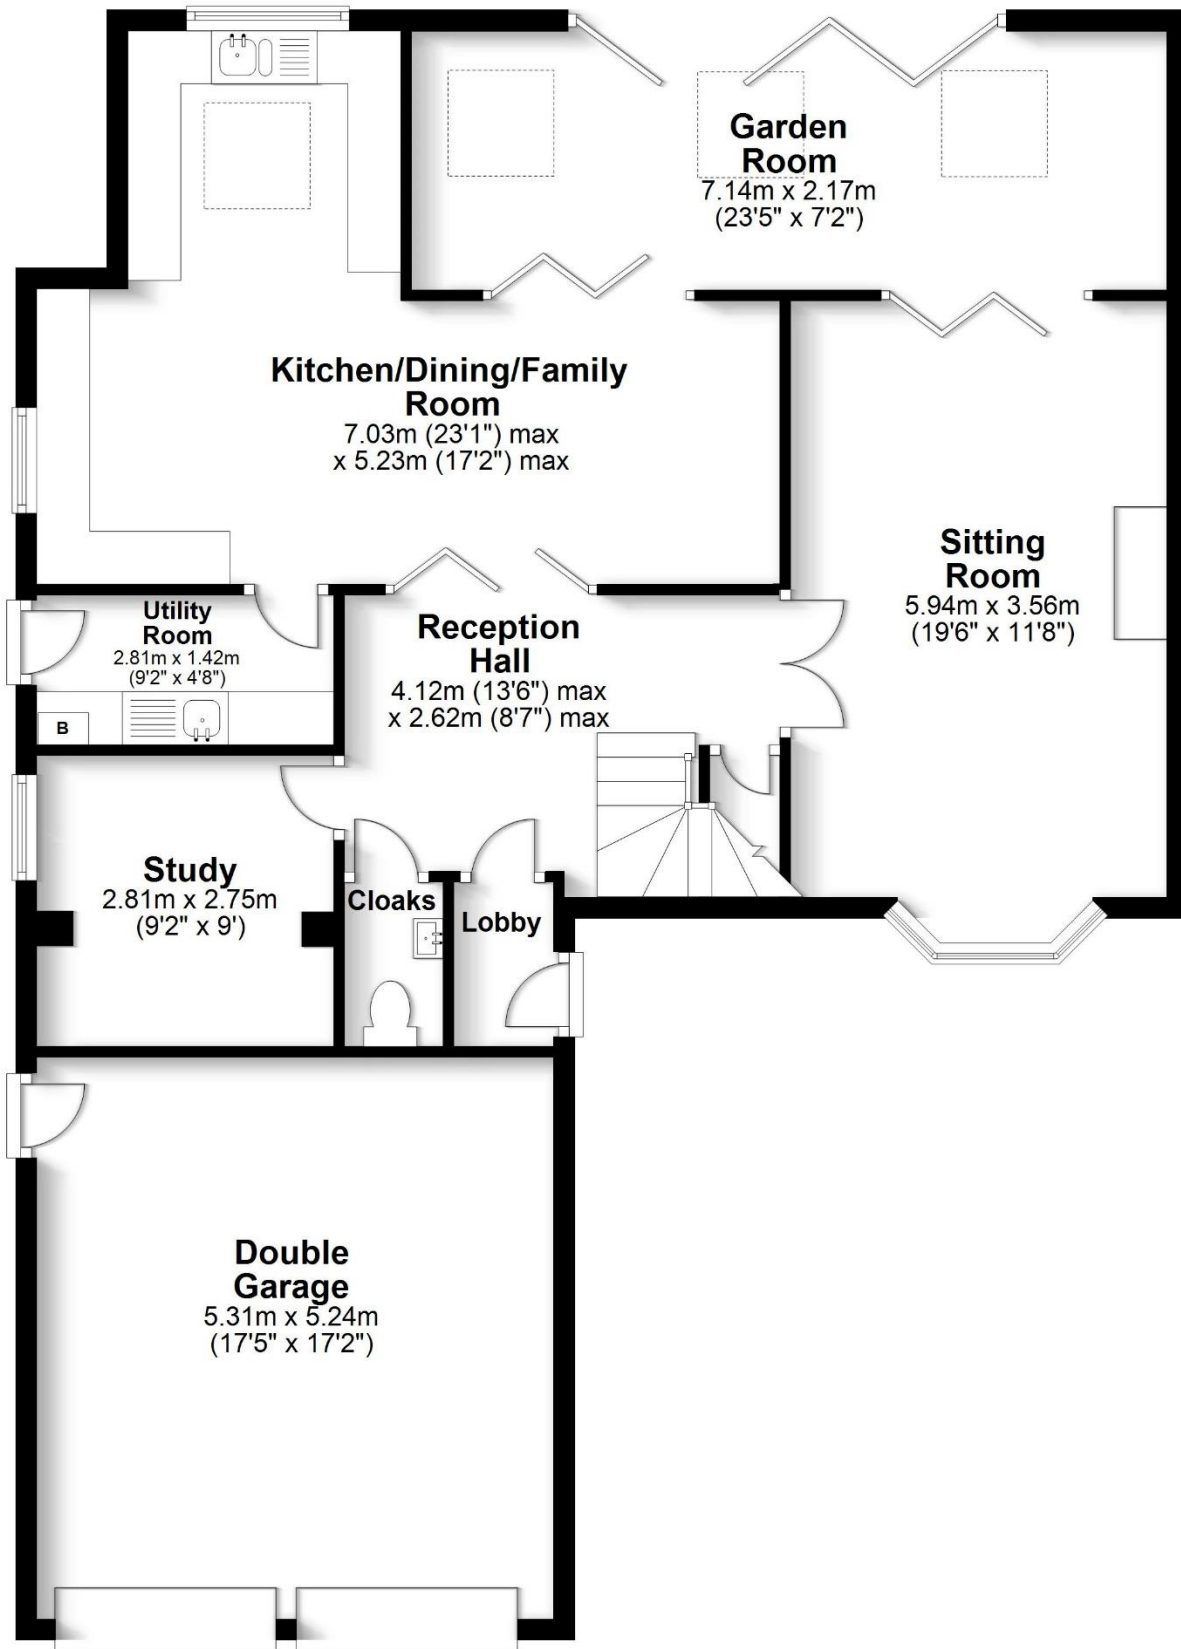 Garden
Room
7.14m x 2.17m
(23'5" x 7'2")
Kitchen/Dining/Family
Room
7.03m (23'1") max
x 5.23m (17'2") max
Sitting
Room
5.94m x 3.56m
(19'6" x 11'8")
Utility
Room
2.81m x 1.42m
(9'2" x 4'8")
B
Reception
Hall
4.12m (13'6") max
x 2.62m (8'7") max
Study
2.81m x 2.75m
(9'2" x 9')
Cloaks
Lobby
Double
Garage
5.31m x 5.24m
(17'5" x 17'2")